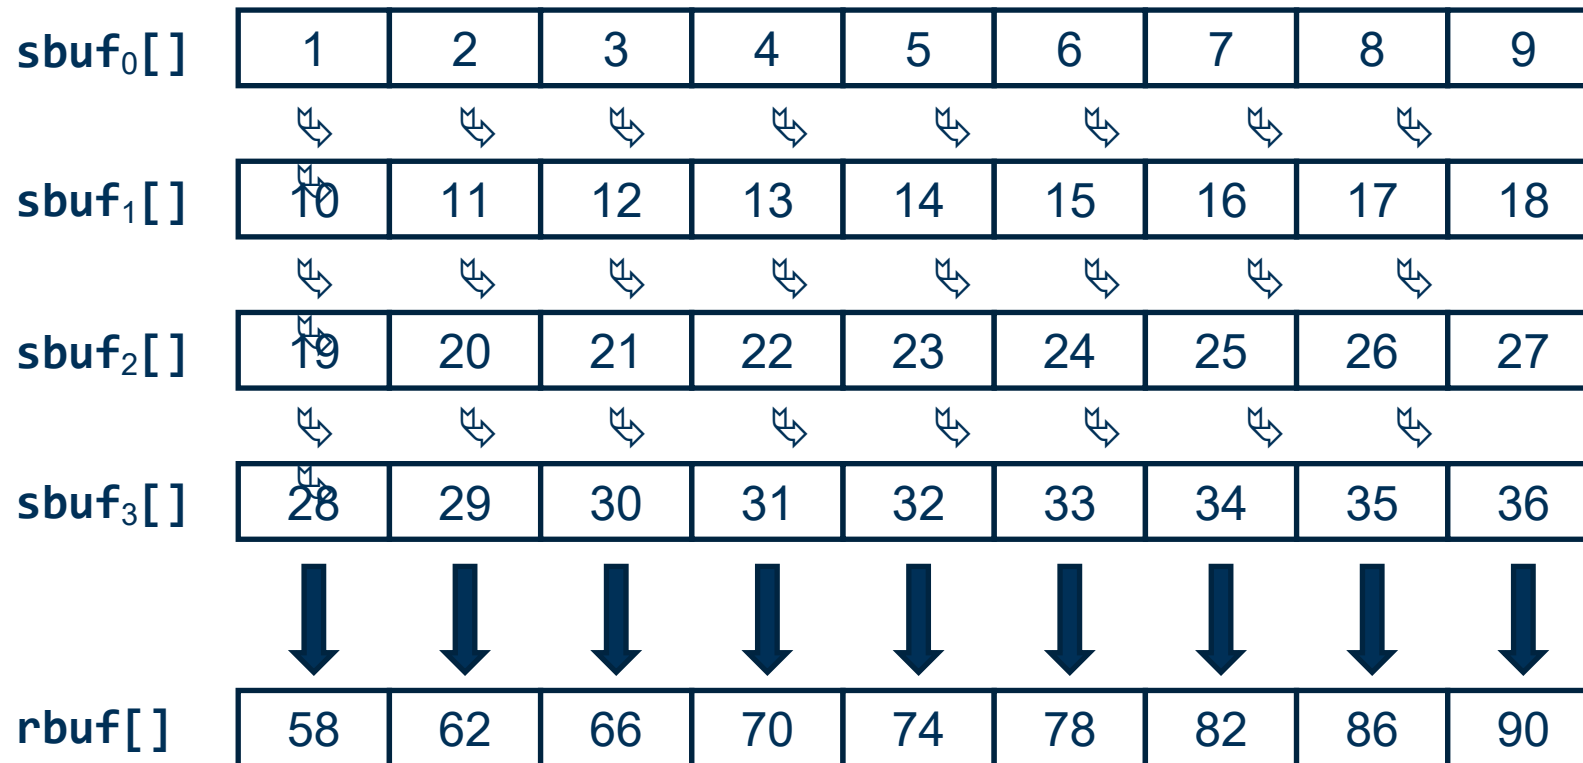 sbuf₀[] 1 2 3 4 5 6 7 8 9
sbuf₁[] 10 11 12 13 14 15 16 17 18
sbuf₂[] 19 20 21 22 23 24 25 26 27
sbuf₃[] 28 29 30 31 32 33 34 35 36
rbuf[] 58 62 66 70 74 78 82 86 90